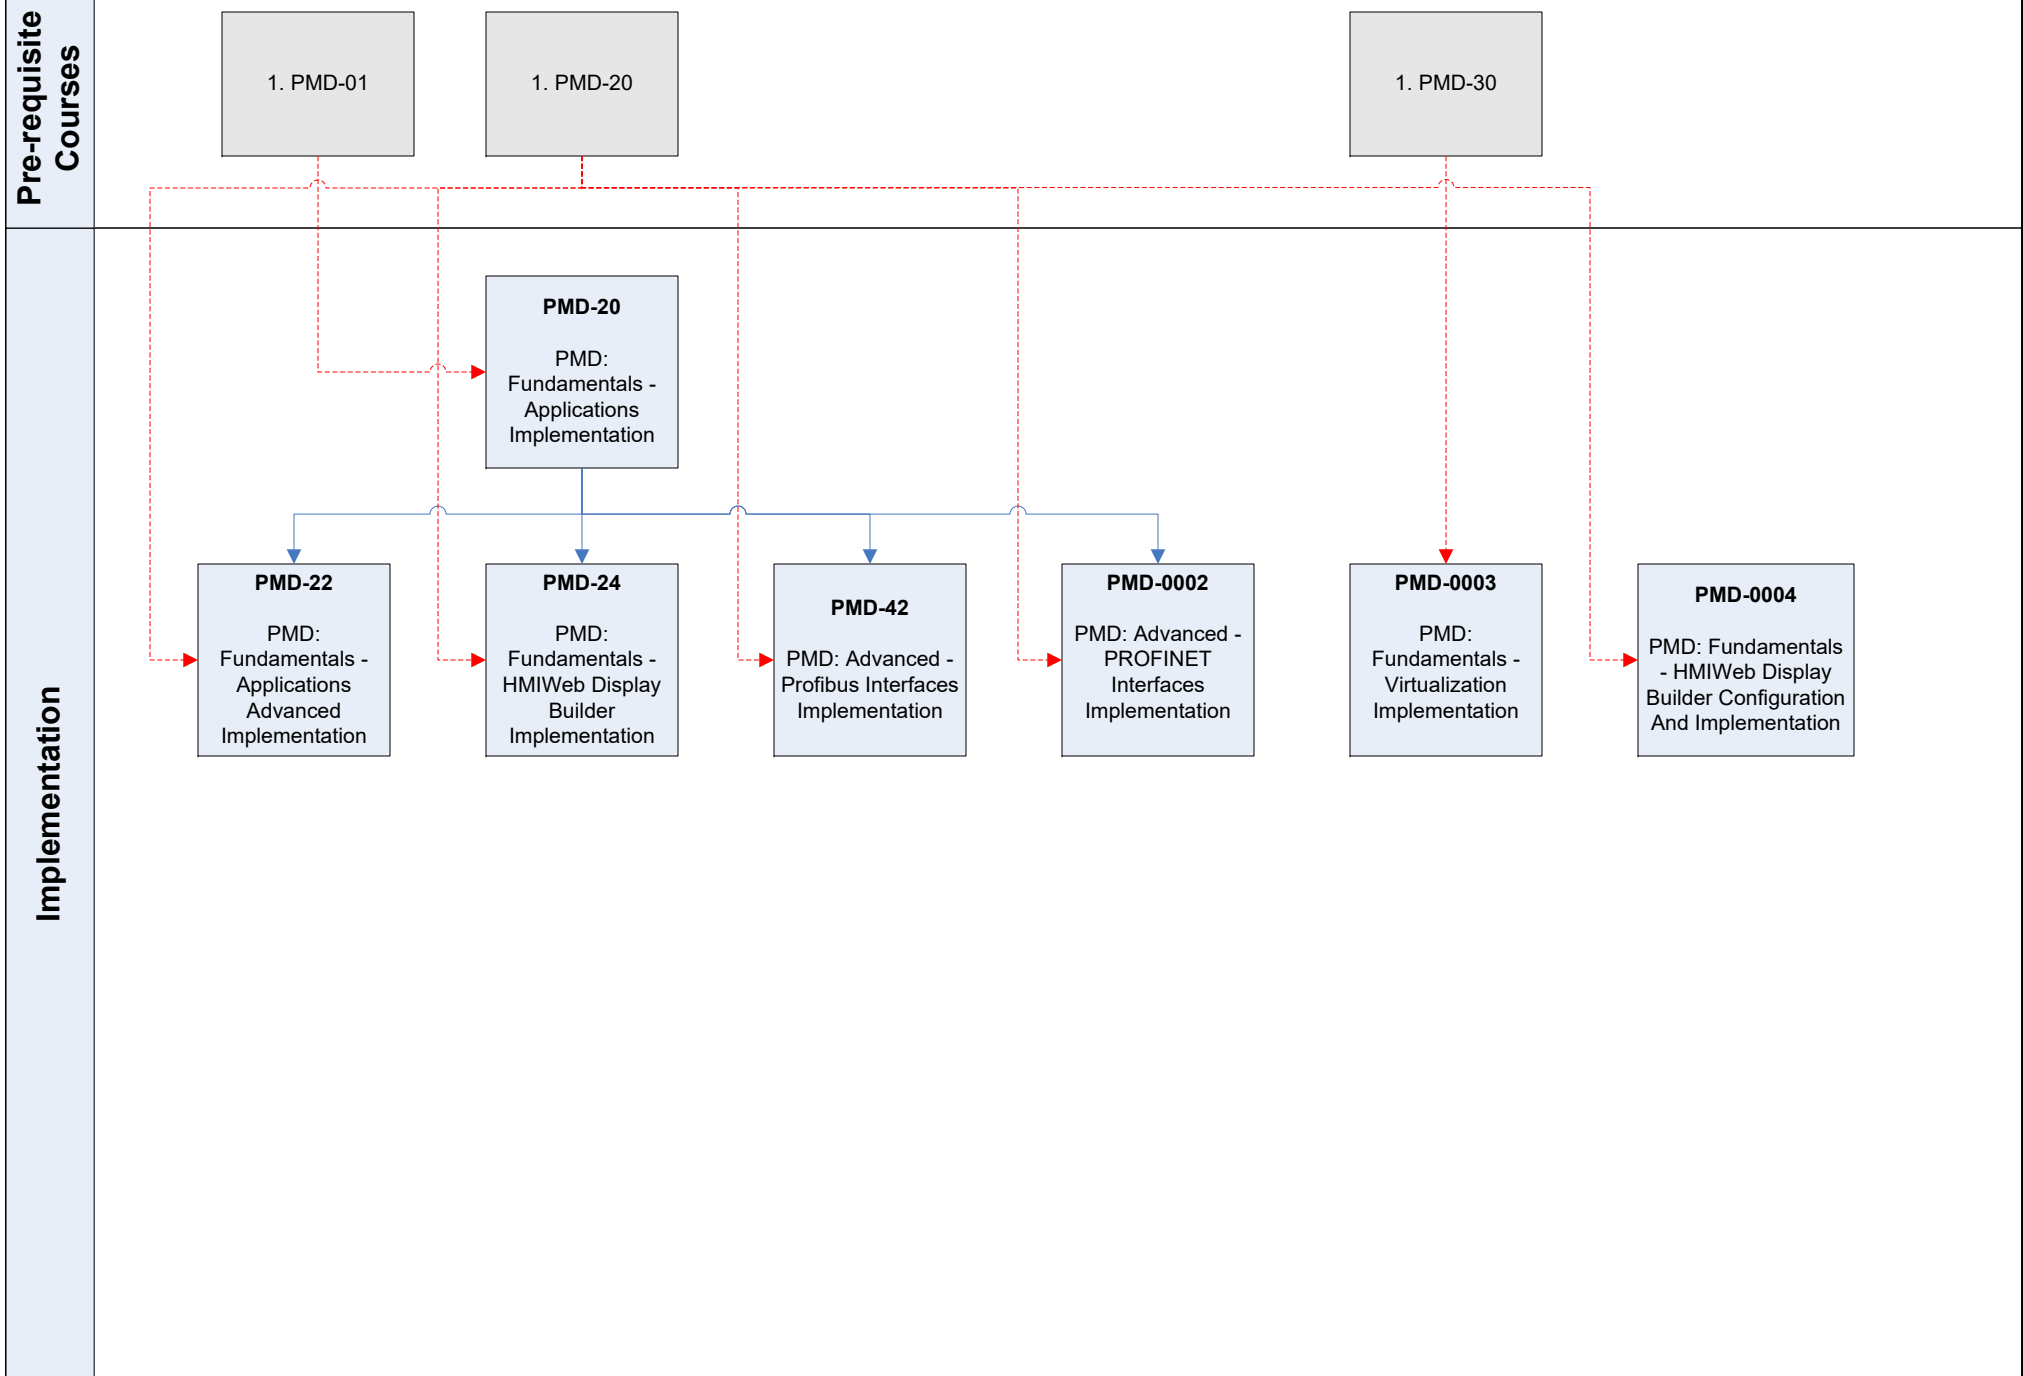 Pre-requisite
Courses
1. PMD-01
1. PMD-20
1. PMD-30
Implementation
PMD-20
PMD:
Fundamentals -
Applications
Implementation
PMD-22
PMD:
Fundamentals -
Applications
Advanced
Implementation
PMD-24
PMD:
Fundamentals -
HMIWeb Display
Builder
Implementation
PMD-42
PMD: Advanced -
Profibus Interfaces
Implementation
PMD-0002
PMD: Advanced -
PROFINET
Interfaces
Implementation
PMD-0003
PMD:
Fundamentals -
Virtualization
Implementation
PMD-0004
PMD: Fundamentals
- HMIWeb Display
Builder Configuration
And Implementation